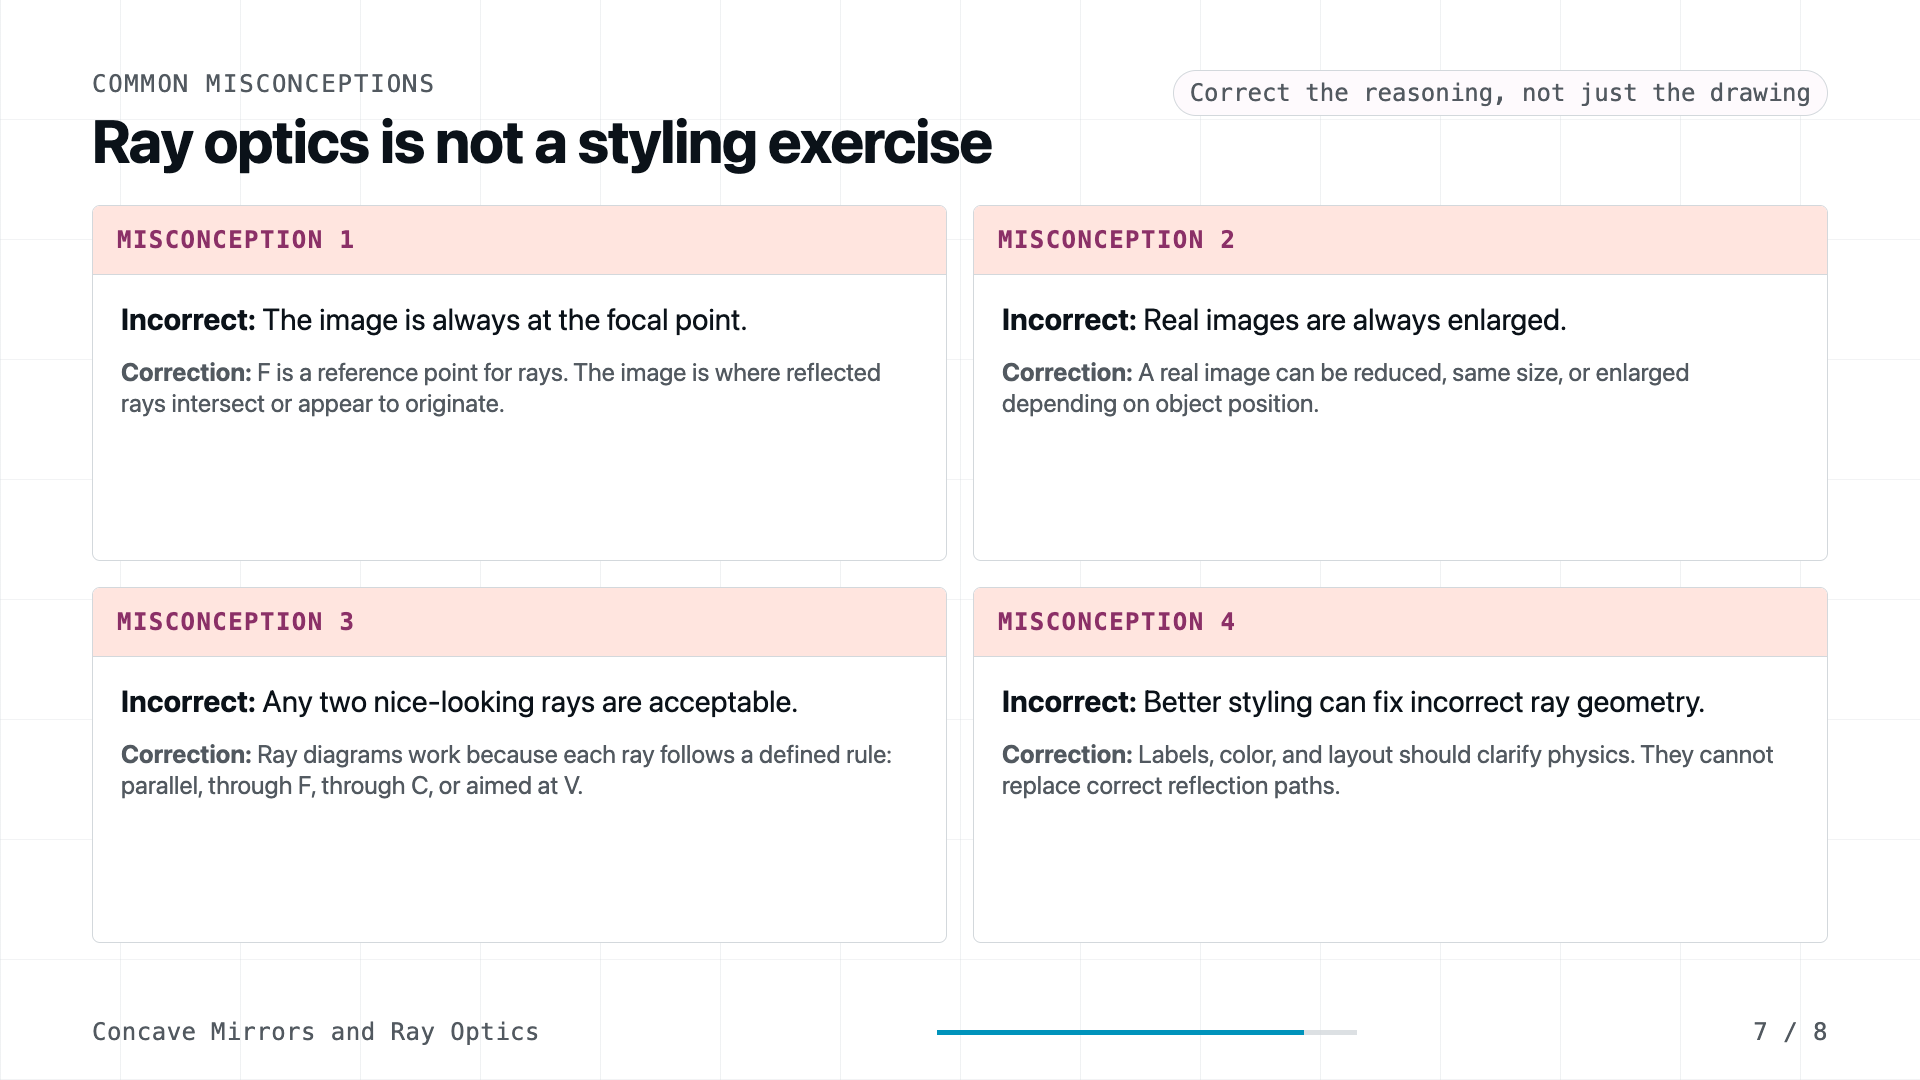 COMMON MISCONCEPTIONS
Correct the reasoning, not just the drawing
Ray optics is not a styling exercise
MISCONCEPTION 1
Incorrect: The image is always at the focal point.
Correction: F is a reference point for rays. The image is where reflected
rays intersect or appear to originate.
MISCONCEPTION 2
Incorrect: Real images are always enlarged.
Correction: A real image can be reduced, same size, or enlarged
depending on object position.
MISCONCEPTION 3
Incorrect: Any two nice-looking rays are acceptable.
Correction: Ray diagrams work because each ray follows a defined rule:
parallel, through F, through C, or aimed at V.
MISCONCEPTION 4
Incorrect: Better styling can fix incorrect ray geometry.
Correction: Labels, color, and layout should clarify physics. They cannot
replace correct reflection paths.
Concave Mirrors and Ray Optics
7 / 8